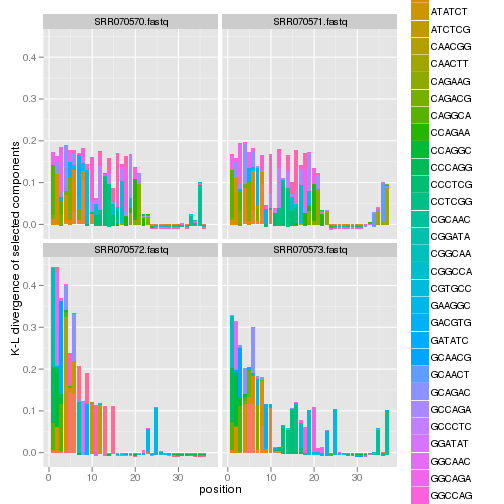 SRR070570.fastq
SRR070571.fastq
0.4
0.3
0.2
0.1
0.0
SRR070572.fastq
SRR070573.fastq
0.4
0.3
0.2
0.1
0.0
0
10
20
30
0
10
20
30
position
K-L divergence of selected components
ATATCT
ATCTCG
CAACGG
CAACTT
CAGAAG
CAGACG
CAGGCA
CCAGAA
CCAGGC
CCCAGG
CCCTCG
CCTCGG
CGCAAC
CGGATA
CGGCAA
CGGCCA
CGTGCC
GAAGGC
GACGTG
GATATC
GCAACG
GCAACT
GCAGAC
GCCAGA
GCCCTC
GGATAT
GGCAAC
GGCAGA
GGCCAG